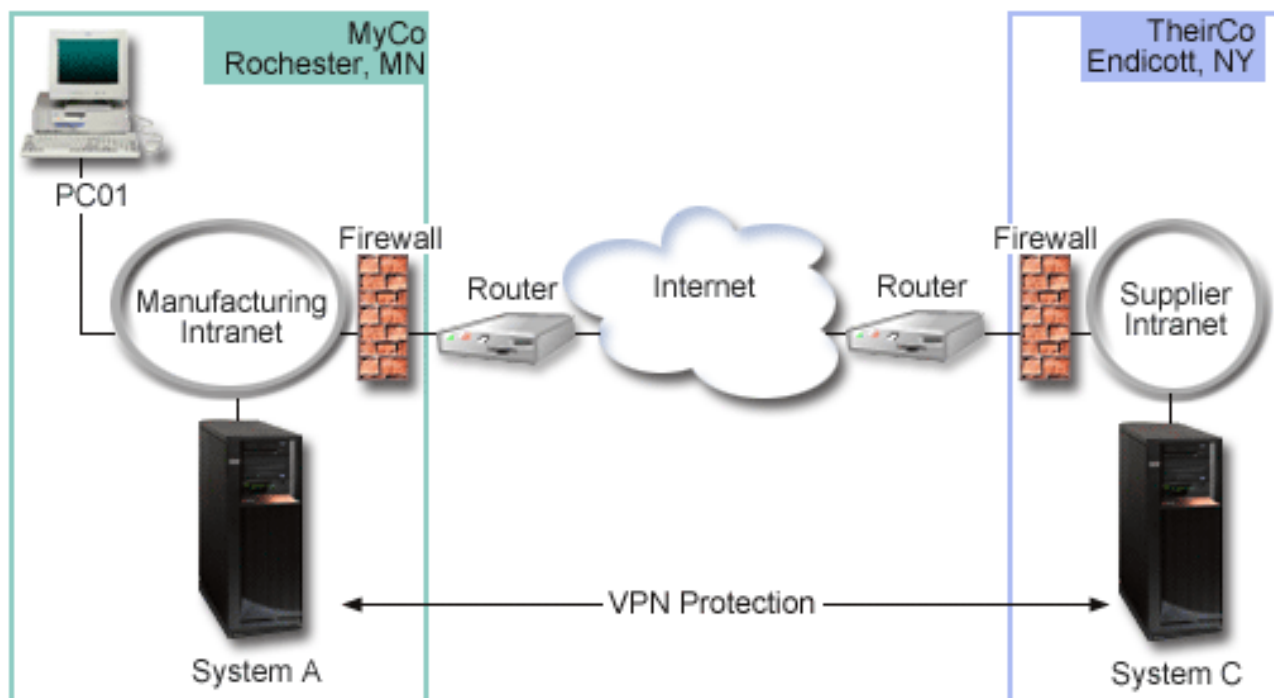 MyCo
Rochester, MN
TheirCo
Endicott, NY
PC01
Firewall
Firewall
Router
Internet
Router
Manufacturing
Intranet
Supplier
Intranet
VPN Protection
System A
System C